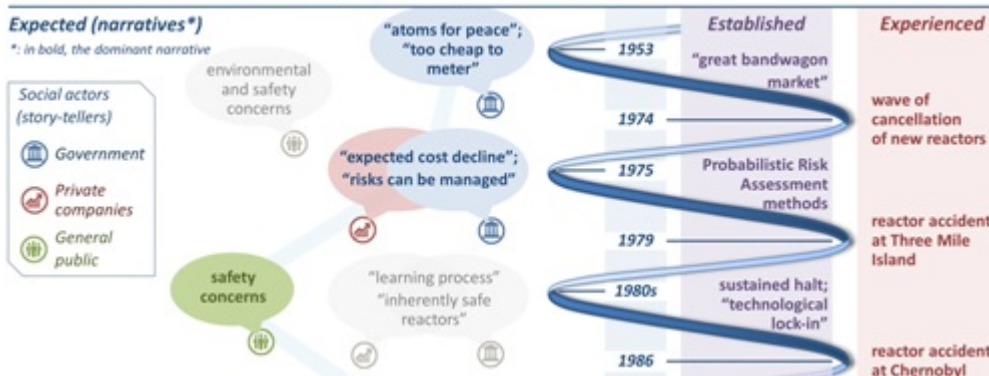 Expected (narratives*)
*: in bold, the dominant narrative
Social actors
(story-tellers)
Government
Private
companies
General
public
environmental
and safety
concerns
"atoms for peace";
"too cheap to
meter"
"expected cost decline";
"risks can be managed"
safety
concerns
"learning process"
"inherently safe
reactors"
1953
1974
1975
1979
1980s
1986
Established
"great bandwagon
market"
Probabilistic Risk
Assessment
methods
sustained halt;
"technological
lock-in"
Experienced
wave of
cancellation
of new reactors
reactor accident
at Three Mile
Island
reactor accident
at Chernobyl